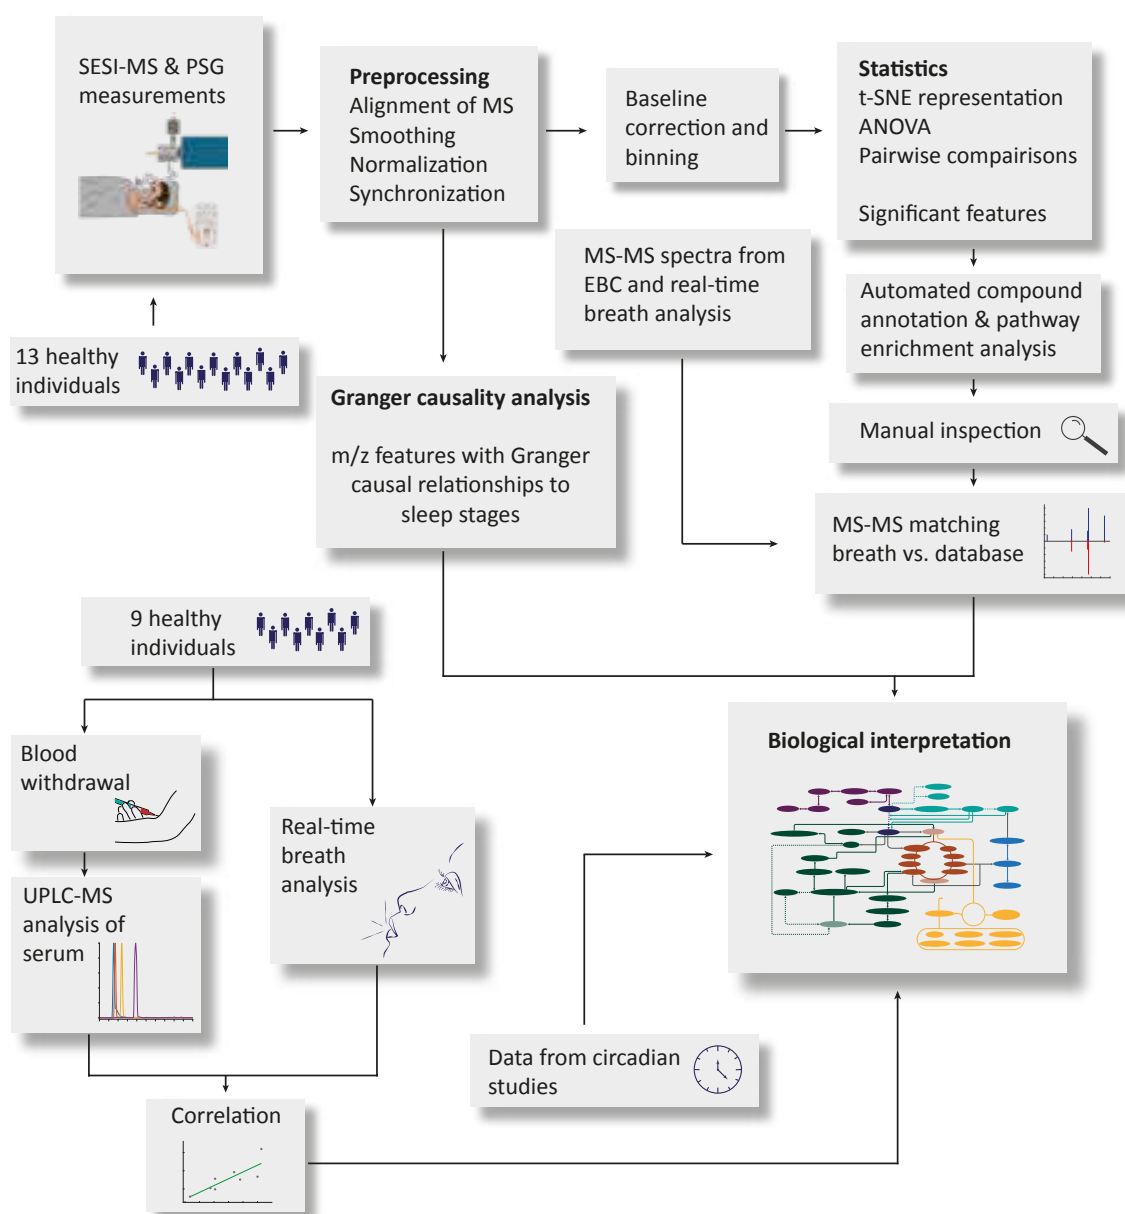 SESI-MS & PSG
measurements
Preprocessing
Alignment of MS
Smoothing
Normalization
Synchronization
Baseline
correction and
binning
Statistics
t-SNE representation
ANOVA
Pairwise compairisons
Significant features
MS-MS spectra from
EBC and real-time
breath analysis
Automated compound
annotation & pathway
enrichment analysis
13 healthy
individuals
Granger causality analysis
m/z features with Granger
causal relationships to
sleep stages
Manual inspection
MS-MS matching
breath vs. database
9 healthy
individuals
Blood
withdrawal
Real-time
breath
analysis
Biological interpretation
UPLC-MS
analysis of
serum
Data from circadian
studies
Correlation